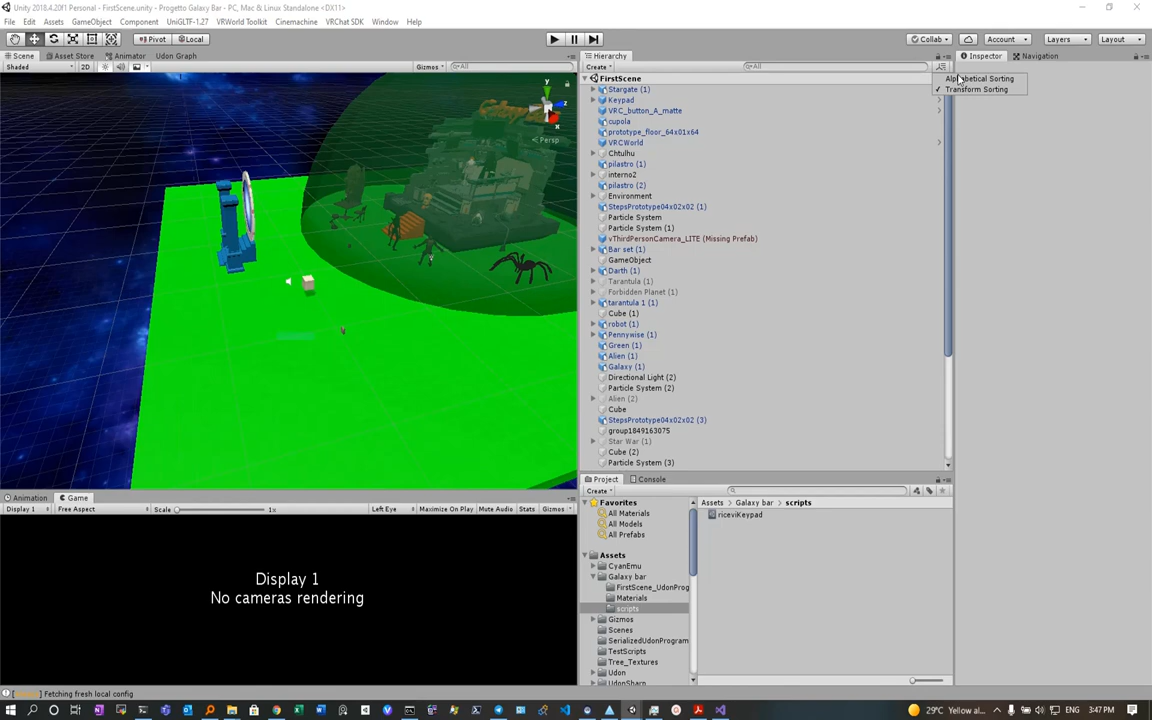 Unity 2018.4.20f1 Personal - FirstScene.unity - Progetto Galaxy Bar - PC, Mac & Linux Standalone <DX11>
File Edit Assets GameObject Component UniGLTF-1.27 VRWorld Toolkit Cinemachine VRChat SDK Window Help
Pivot Local Collab Account Layers Layout
Scene Asset Store Animator Udon Graph Hierarchy Inspector Navigation
Shaded 2D Gizmos All Create All
FirstScene
Alphabetical Sorting
Transform Sorting
Stargate (1)
Keypad
VRC_button_A_matte
cupola
prototype_floor_64x01x64
VRCWorld
Chtulhu
pilastro (1)
interno2
pilastro (2)
Environment
StepsPrototype04x02x02 (1)
Particle System
Particle System (1)
vThirdPersonCamera_LITE (Missing Prefab)
Bar set (1)
GameObject
Darth (1)
Tarantula (1)
Forbidden Planet (1)
tarantula 1 (1)
Cube (1)
robot (1)
Pennywise (1)
Green (1)
Alien (1)
Galaxy (1)
Directional Light (2)
Particle System (2)
Alien (2)
Cube
StepsPrototype04x02x02 (3)
group1849163075
Star War (1)
Cube (2)
Particle System (3)
y
z
x
Persp
Animation Game
Display 1 Free Aspect Scale 1x Left Eye Maximize On Play Mute Audio Stats Gizmos
Display 1
No cameras rendering
Project Console
Create
Favorites
All Materials
All Models
All Prefabs
Assets
CyanEmu
Galaxy bar
FirstScene_UdonProg
Materials
scripts
Gizmos
Scenes
SerializedUdonProgram
TestScripts
Tree_Textures
Udon
UdonSharp
Assets Galaxy bar scripts
riceviKeypad
Fetching fresh local config
29°C Yellow al... ENG 3:47 PM